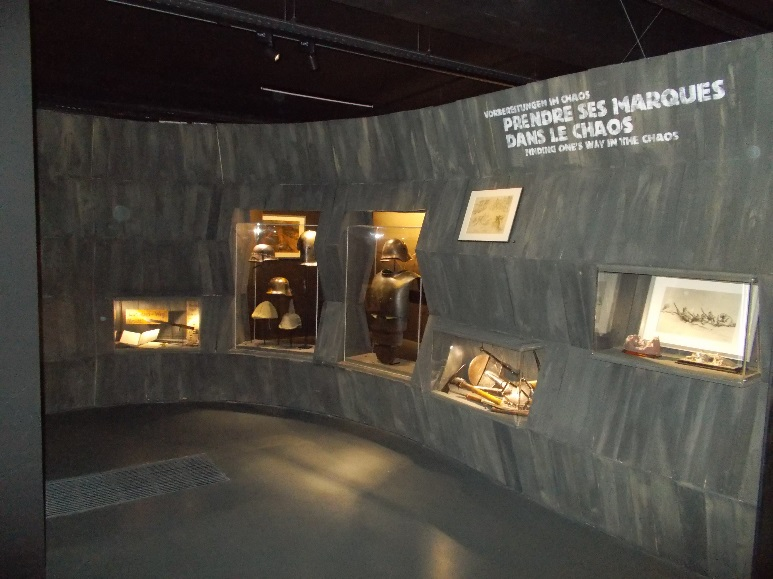 VORBEREITUNGEN IM CHAOS
PRENDRE SES MARQUES
DANS LE CHAOS
FINDING ONE'S WAY IN THE CHAOS